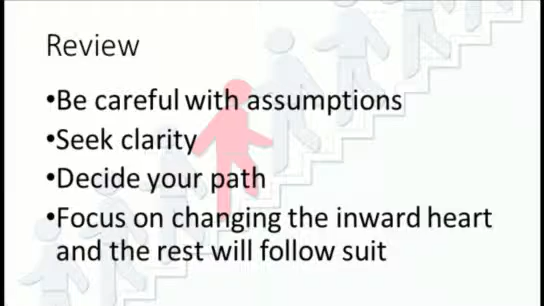 Review
•Be careful with assumptions
•Seek clarity
•Decide your path
•Focus on changing the inward heart
and the rest will follow suit